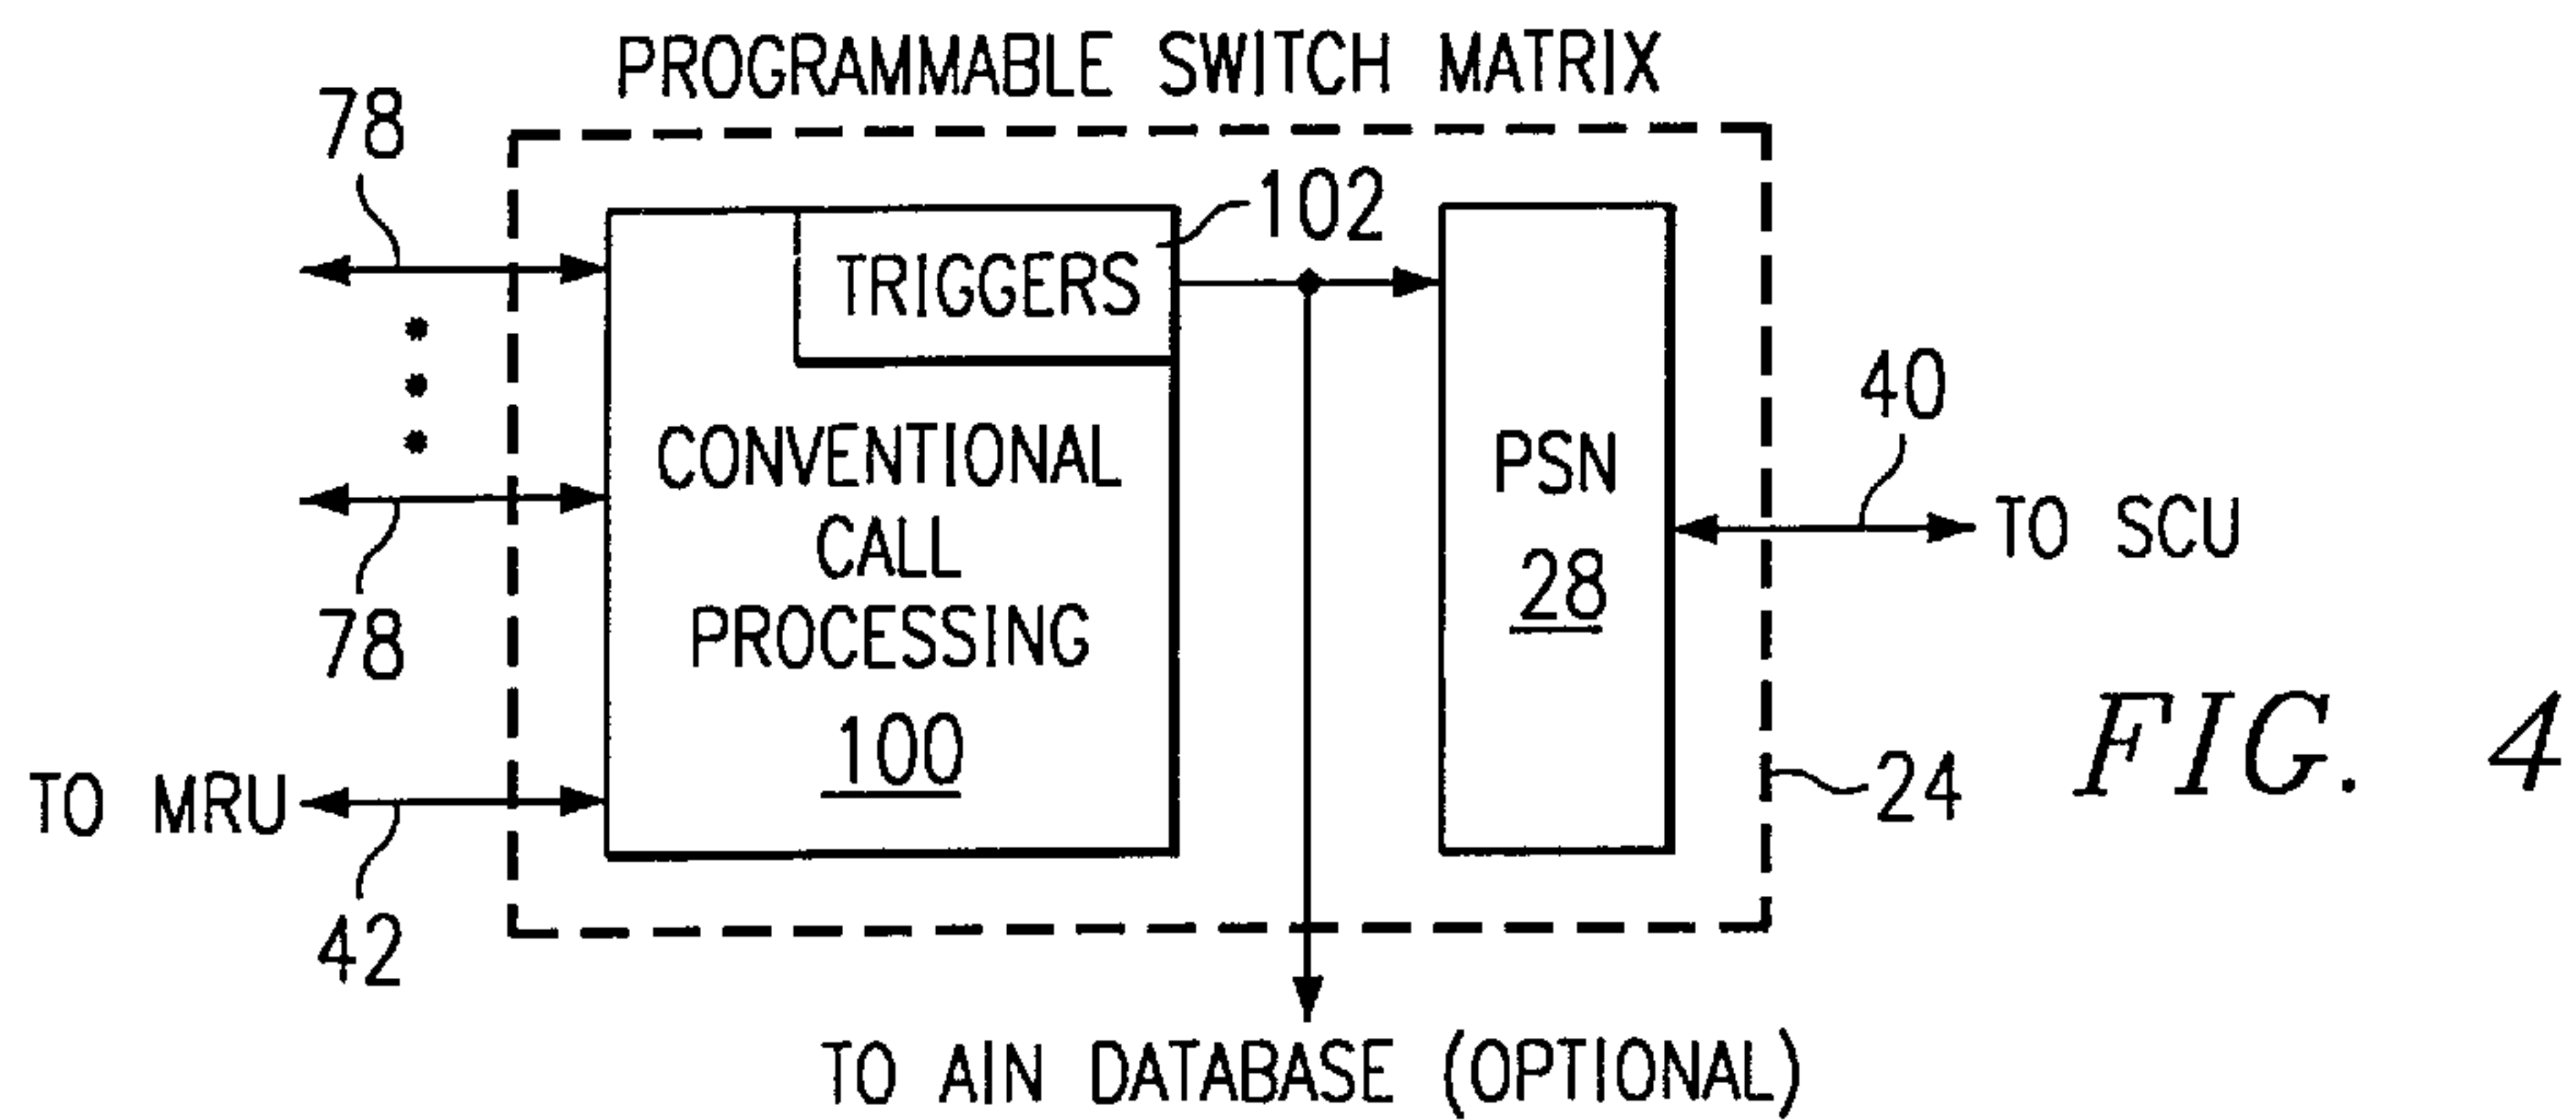 PROGRAMMABLE SWITCH MATRIX
78
102
TRIGGERS
CONVENTIONAL
CALL
PROCESSING
100
PSN
28
40
TO SCU
78
TO MRU
42
24
FIG. 4
TO AIN DATABASE (OPTIONAL)